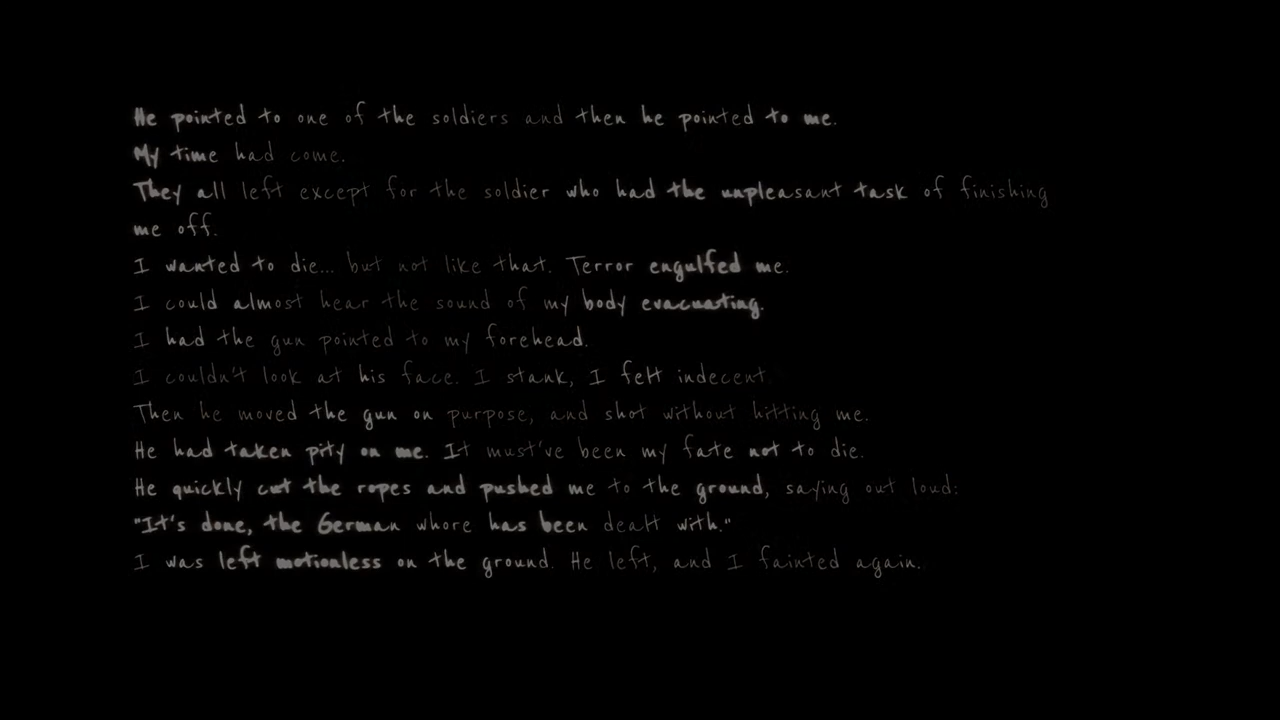 He pointed to one of the soldiers and then he pointed to me.
My time had come.
They all left except for the soldier who had the unpleasant task of finishing
me off.
I wanted to die... but not like that. Terror engulfed me.
I could almost hear the sound of my body evacuating.
I had the gun pointed to my forehead.
I couldn't look at his face. I stank, I felt indecent.
Then he moved the gun on purpose, and shot without hitting me.
He had taken pity on me. It must've been my fate not to die.
He quickly cut the ropes and pushed me to the ground, saying out loud:
"It's done, the German whore has been dealt with."
I was left motionless on the ground. He left, and I fainted again.